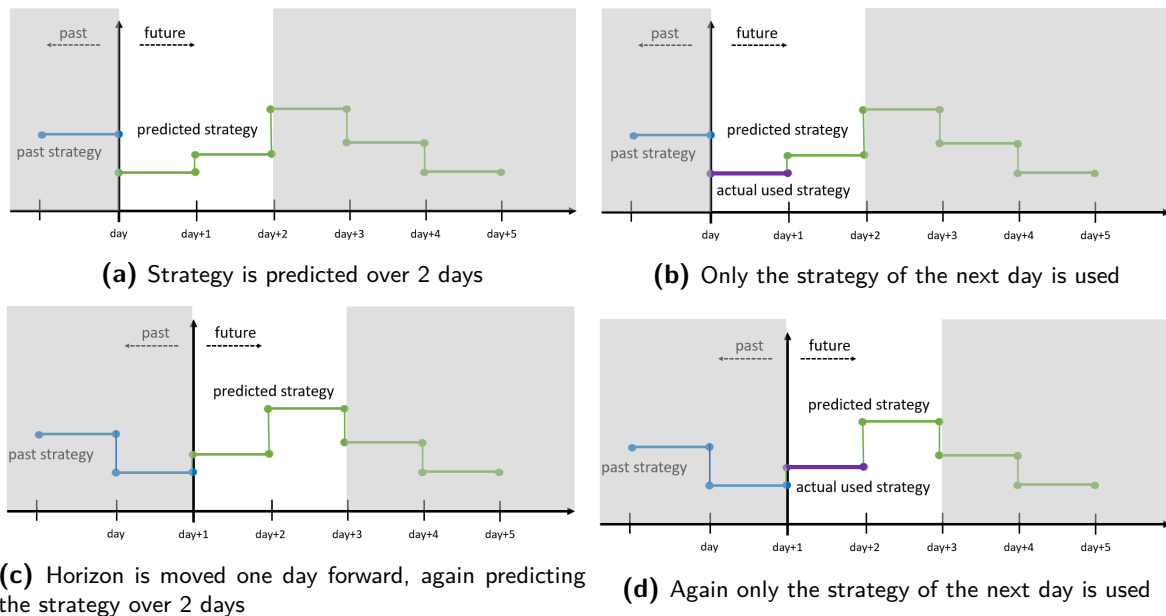 past
future
predicted strategy
past strategy
day
day+1
day+2
day+3
day+4
day+5
(a) Strategy is predicted over 2 days
past
future
predicted strategy
past strategy
actual used strategy
day
day+1
day+2
day+3
day+4
day+5
(b) Only the strategy of the next day is used
past
future
predicted strategy
past strategy
day
day+1
day+2
day+3
day+4
day+5
(c) Horizon is moved one day forward, again predicting
the strategy over 2 days
past
future
predicted strategy
past strategy
actual used strategy
day
day+1
day+2
day+3
day+4
day+5
(d) Again only the strategy of the next day is used